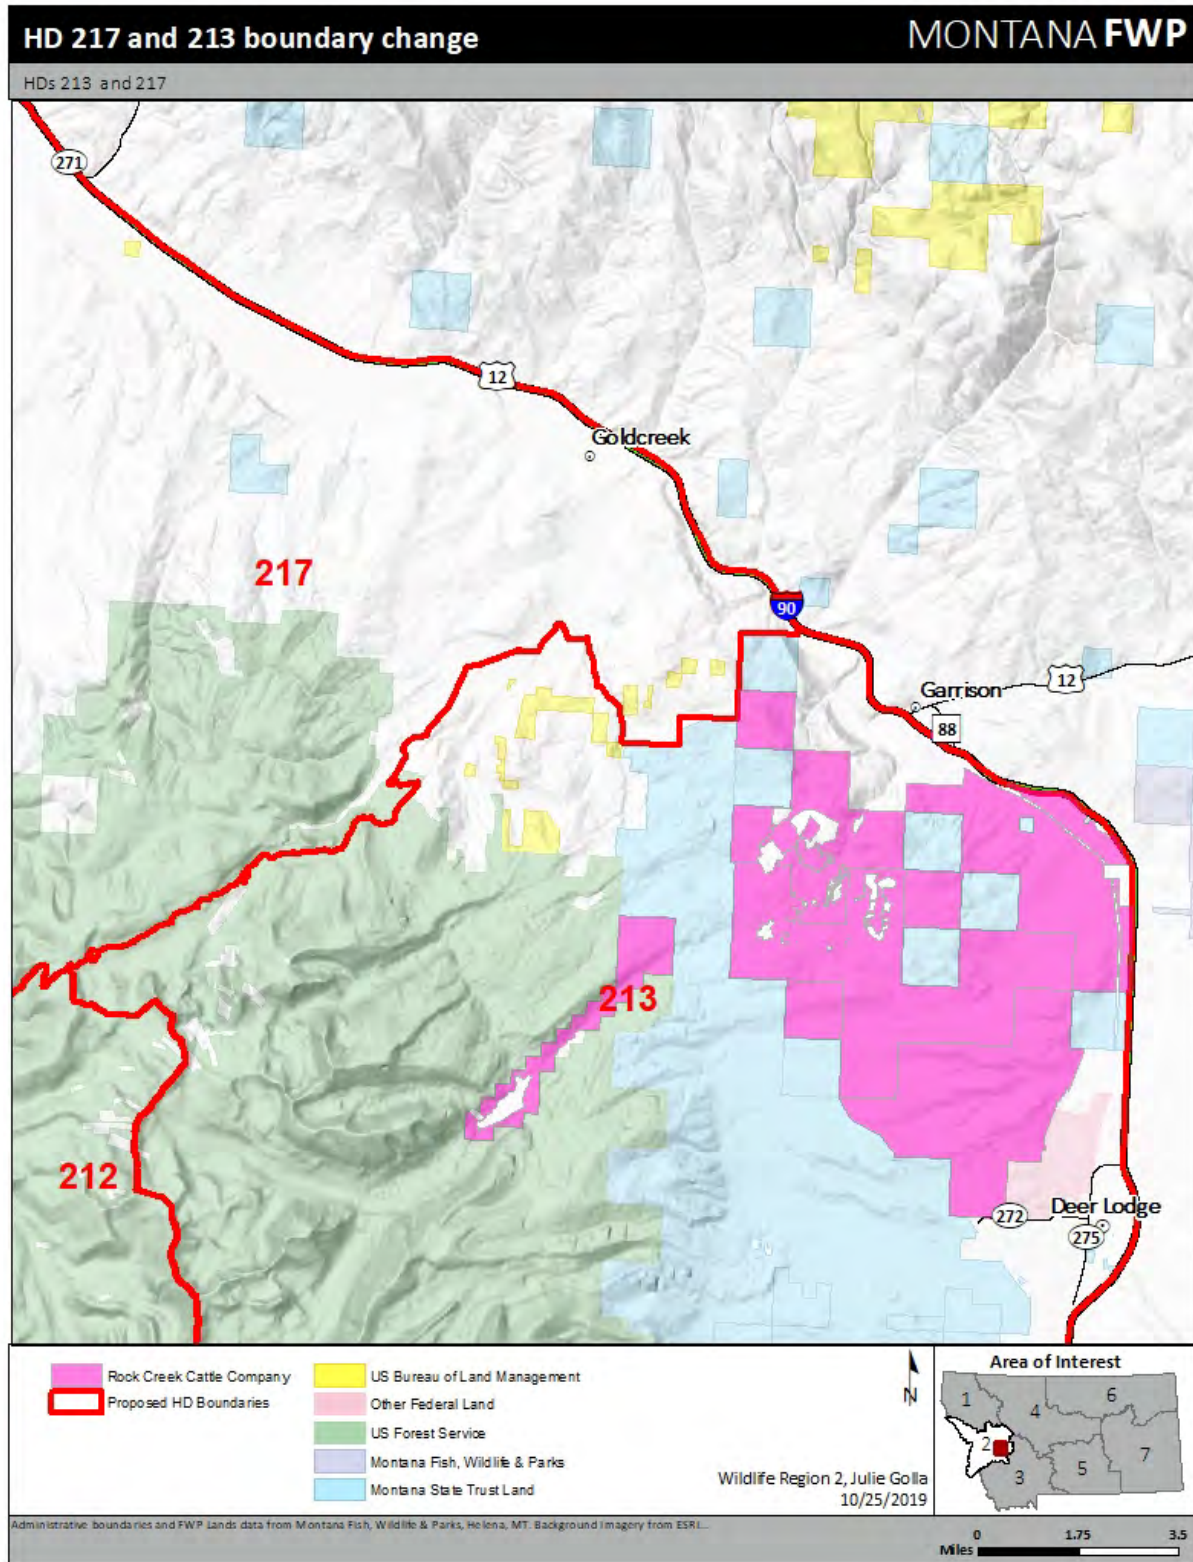 HD 217 and 213 boundary change
MONTANA FWP
HDs 213 and 217
271
12
Goldcreek
217
90
12
Garrison
88
213
212
272
Deer Lodge
275
Rock Creek Cattle Company
Proposed HD Boundaries
US Bureau of Land Management
Other Federal Land
US Forest Service
Montana Fish, Wildlife & Parks
Montana State Trust Land
N
Wildlife Region 2, Julie Golla
10/25/2019
Area of Interest
1
4
6
2
3
5
7
Administrative boundaries and FWP Lands data from Montana Fish, Wildlife & Parks, Helena, MT. Background Imagery from ESRI...
0 1.75 3.5
Miles